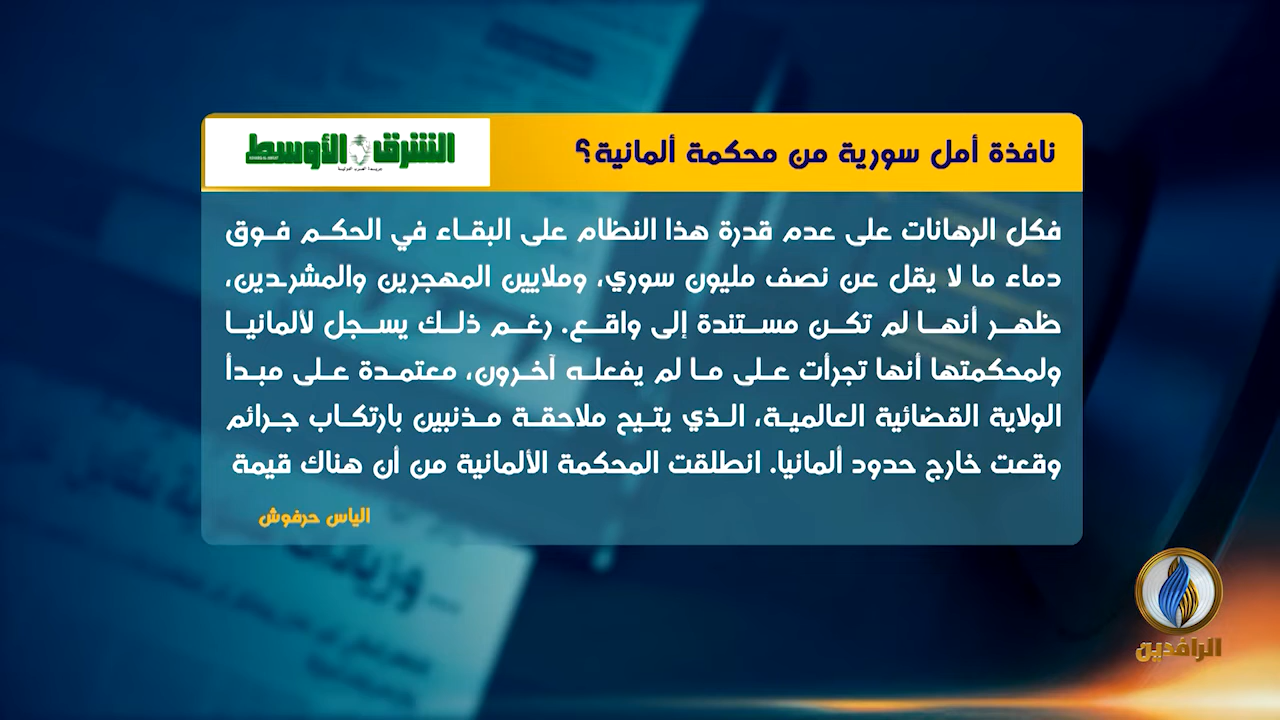 نافذة أمل سورية من محكمة ألمانية؟
الشرق الأوسط
جريدة العرب الدولية
فكل الرهانات على عدم قدرة هذا النظام على البقاء في الحكم فوق
دماء ما لا يقل عن نصف مليون سوري، وملايين المهجرين والمشردين،
ظهر أنها لم تكن مستندة إلى واقع. رغم ذلك يسجل لألمانيا
ولمحكمتها أنها تجرأت على ما لم يفعله آخرون، معتمدة على مبدأ
الولاية القضائية العالمية، الذي يتيح ملاحقة مذنبين بارتكاب جرائم
وقعت خارج حدود ألمانيا. انطلقت المحكمة الألمانية من أن هناك قيمة
الياس حرفوش
الرافدين